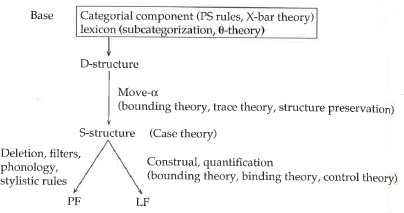 Base
Categorial component (PS rules, X-bar theory)
lexicon (subcategorization, θ-theory)
D-structure
Move-α
(bounding theory, trace theory, structure preservation)
S-structure (Case theory)
Deletion, filters,
phonology,
stylistic rules
Construal, quantification
(bounding theory, binding theory, control theory)
PF
LF